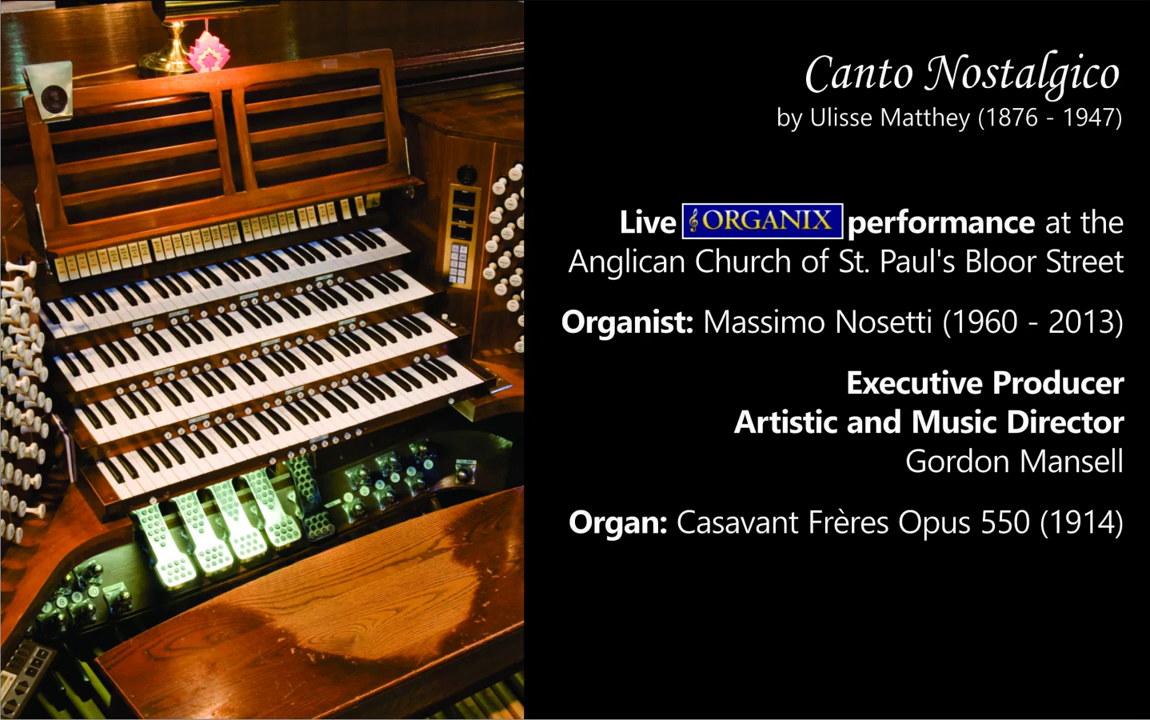 Canto Nostalgico
by Ulisse Matthey (1876 - 1947)
Live ORGANIX performance at the
Anglican Church of St. Paul's Bloor Street
Organist: Massimo Nosetti (1960 - 2013)
Executive Producer
Artistic and Music Director
Gordon Mansell
Organ: Casavant Frères Opus 550 (1914)